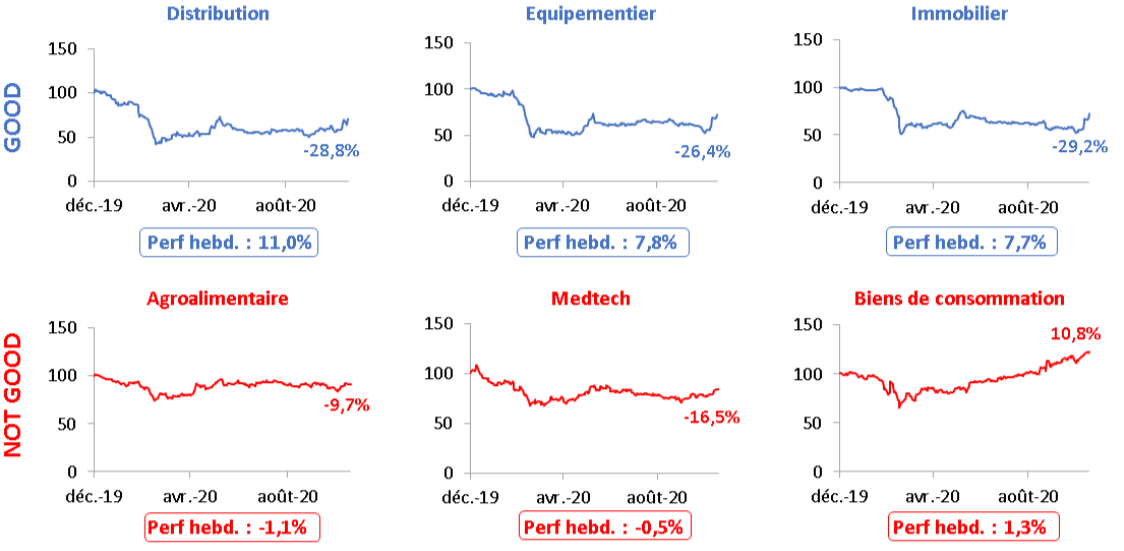 Distribution
Equipementier
Immobilier
GOOD
150
100
50
0
-28,8%
déc.-19 avr.-20 août-20
150
100
50
0
-26,4%
déc.-19 avr.-20 août-20
150
100
50
0
-29,2%
déc.-19 avr.-20 août-20
Perf hebd. : 11,0%
Perf hebd. : 7,8%
Perf hebd. : 7,7%
Agroalimentaire
Medtech
Biens de consommation
NOT GOOD
150
100
50
0
-9,7%
déc.-19 avr.-20 août-20
150
100
50
0
-16,5%
déc.-19 avr.-20 août-20
150
100
50
0
10,8%
déc.-19 avr.-20 août-20
Perf hebd. : -1,1%
Perf hebd. : -0,5%
Perf hebd. : 1,3%